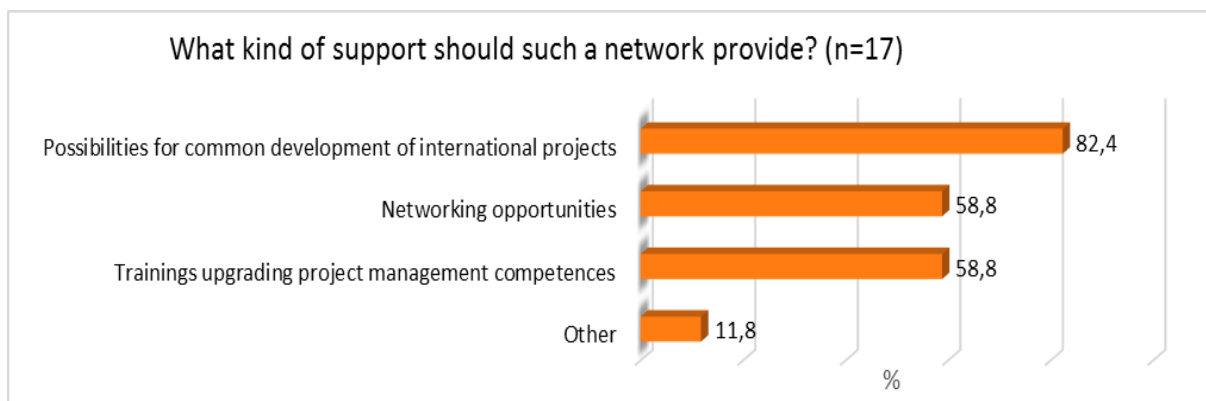 What kind of support should such a network provide? (n=17)
Possibilities for common development of international projects
82,4
Networking opportunities
58,8
Trainings upgrading project management competences
58,8
Other
11,8
%